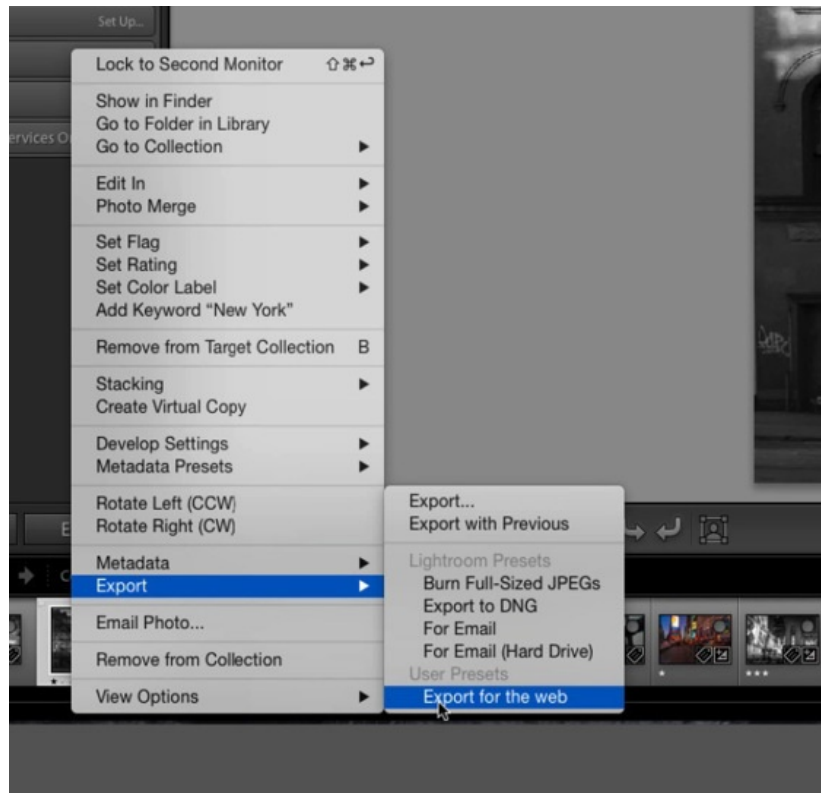 Set Up...
Lock to Second Monitor ⇧⌘↩
Show in Finder
Go to Folder in Library
ervices O
Go to Collection
Edit In
Photo Merge
Set Flag
Set Rating
Set Color Label
Add Keyword “New York”
Remove from Target Collection B
Stacking
Create Virtual Copy
Develop Settings
Metadata Presets
Rotate Left (CCW)
Rotate Right (CW)
Metadata
Export
Email Photo...
Remove from Collection
View Options
Export...
Export with Previous
Lightroom Presets
Burn Full-Sized JPEGs
Export to DNG
For Email
For Email (Hard Drive)
User Presets
Export for the web